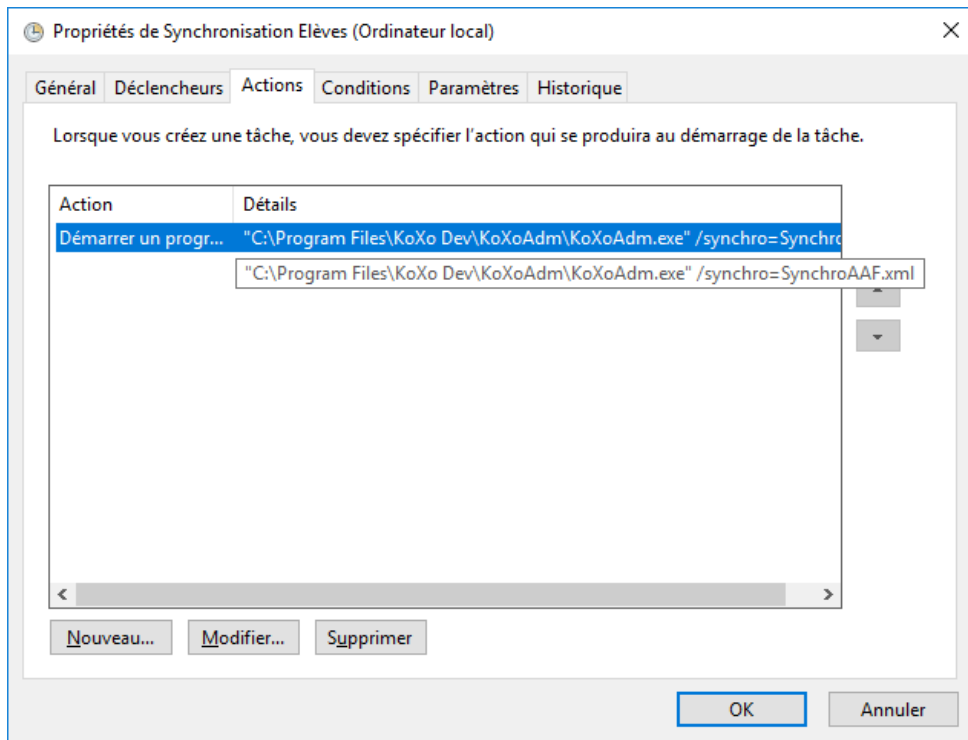 Propriétés de Synchronisation Elèves (Ordinateur local)
Général Déclencheurs Actions Conditions Paramètres Historique
Lorsque vous créez une tâche, vous devez spécifier l'action qui se produira au démarrage de la tâche.
Action Détails
Démarrer un progr... "C:\Program Files\KoXo Dev\KoXoAdm\KoXoAdm.exe" /synchro=Synchro
"C:\Program Files\KoXo Dev\KoXoAdm\KoXoAdm.exe" /synchro=SynchroAAF.xml
Nouveau... Modifier... Supprimer
OK Annuler